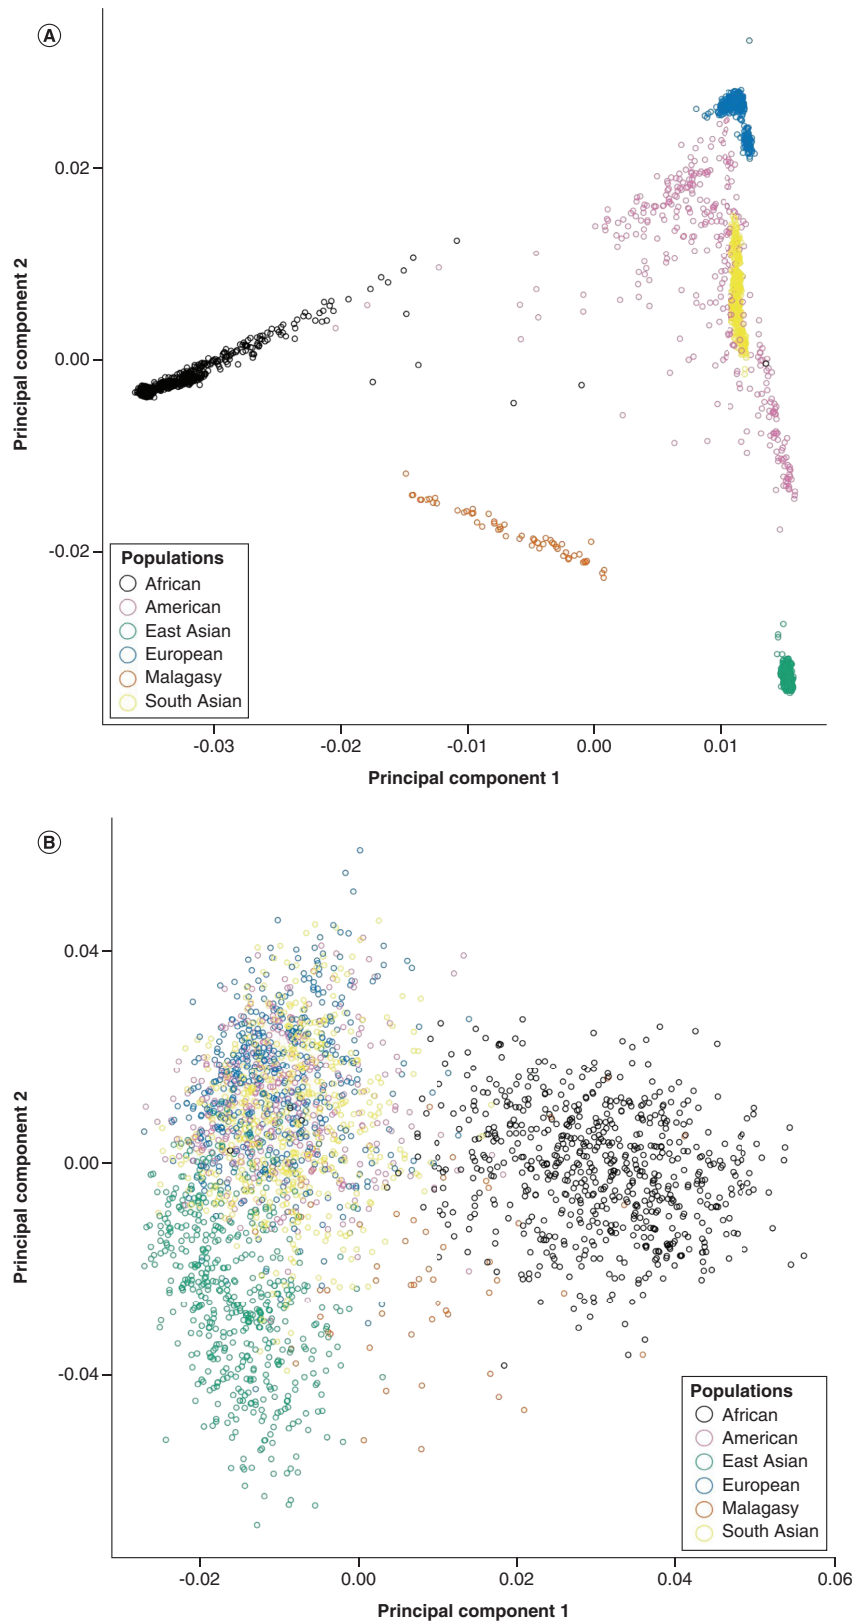 A
Principal component 2
0.02
0.00
-0.02
Populations
African
American
East Asian
European
Malagasy
South Asian
-0.03 -0.02 -0.01 0.00 0.01
Principal component 1
B
Principal component 2
0.04
0.00
-0.04
Populations
African
American
East Asian
European
Malagasy
South Asian
-0.02 0.00 0.02 0.04 0.06
Principal component 1